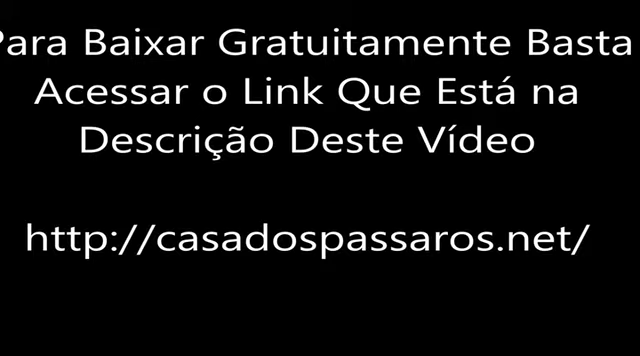 Para Baixar Gratuitamente Basta
Acessar o Link Que Está na
Descrição Deste Vídeo
http://casadospassaros.net/